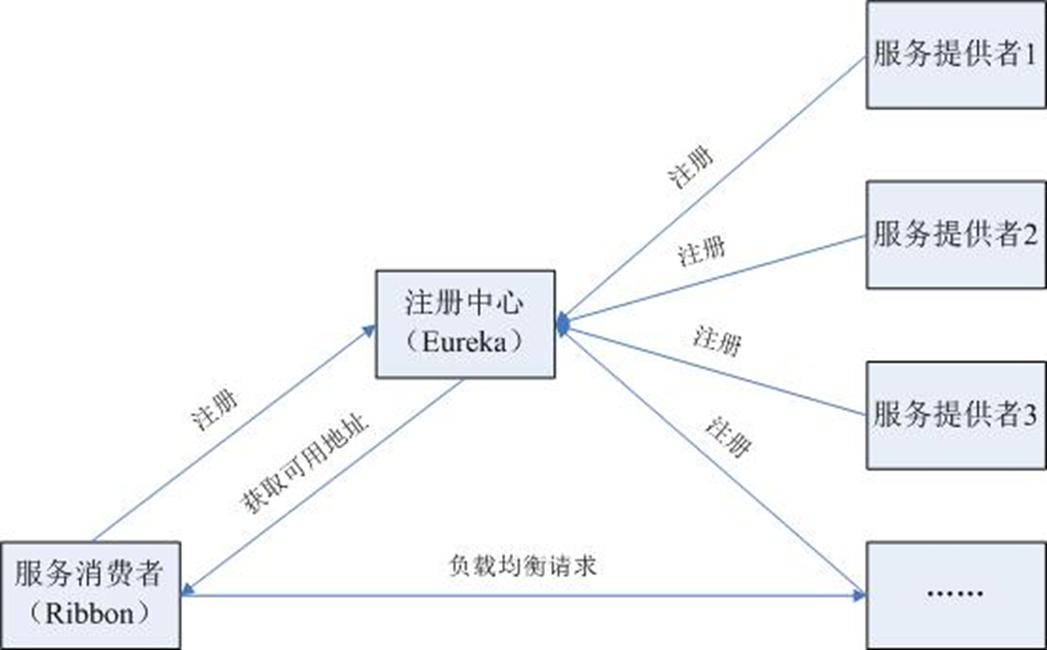 服务提供者1
注册
服务提供者2
注册
注册中心
（Eureka）
注册
服务提供者3
注册
注册
获取可用地址
负载均衡请求
服务消费者
（Ribbon）
......